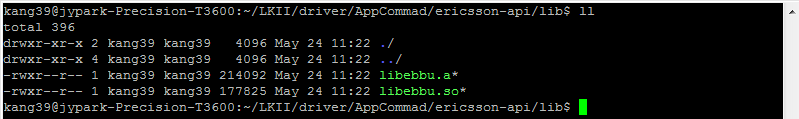 kang39@jypark-Precision-T3600:~/LKII/driver/AppCommad/ericsson-api/lib$ ll
total 396
drwxr-xr-x 2 kang39 kang39   4096 May 24 11:22 ./
drwxr-xr-x 4 kang39 kang39   4096 May 24 11:22 ../
-rwxr--r-- 1 kang39 kang39 214092 May 24 11:22 libebbu.a*
-rwxr--r-- 1 kang39 kang39 177825 May 24 11:22 libebbu.so*
kang39@jypark-Precision-T3600:~/LKII/driver/AppCommad/ericsson-api/lib$